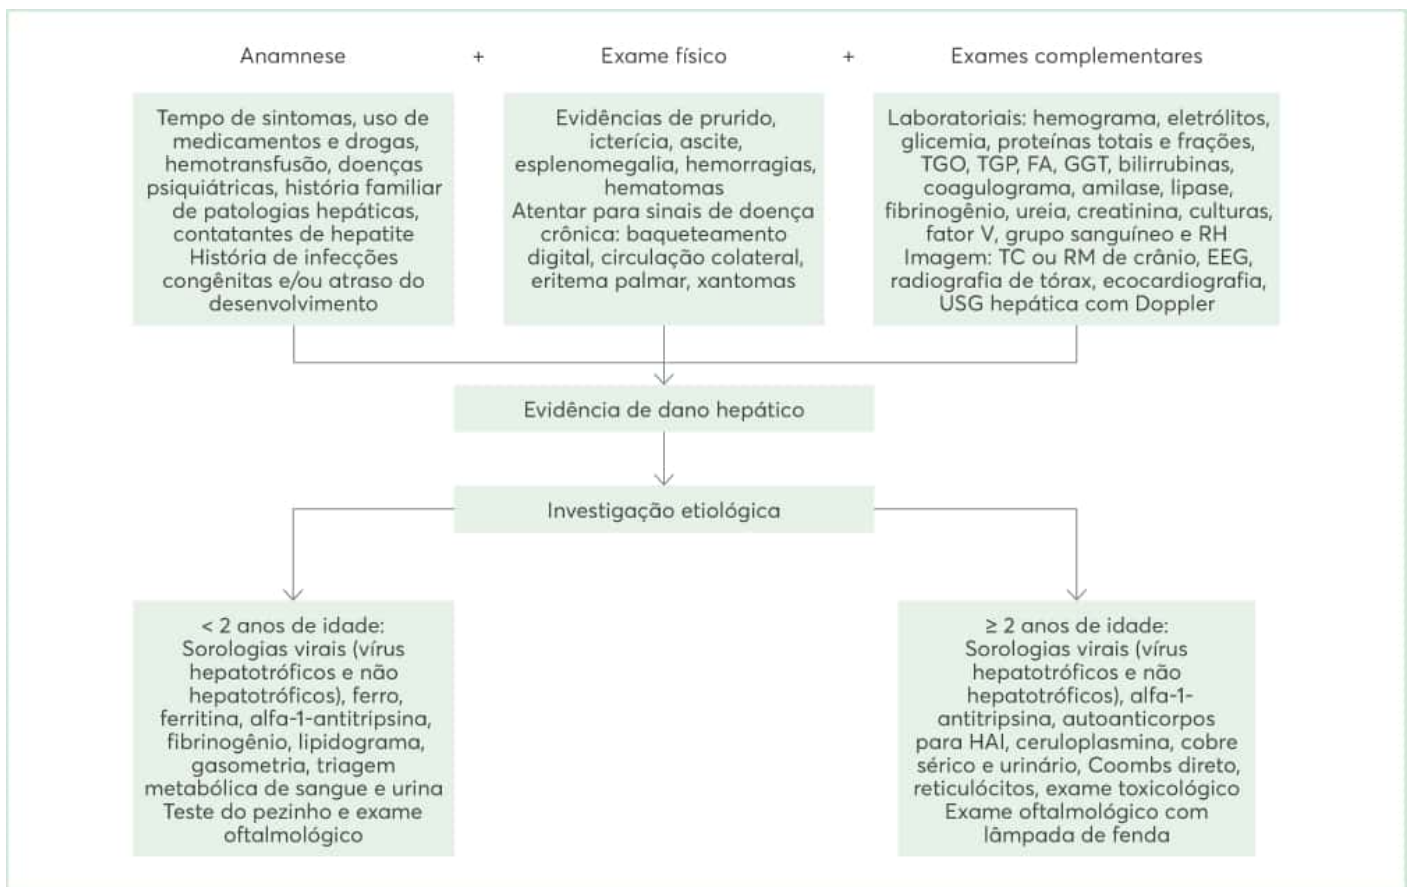 Anamnese + Exame físico + Exames complementares
Tempo de sintomas, uso de
medicamentos e drogas,
hemotransfusão, doenças
psiquiátricas, história familiar
de patologias hepáticas,
contatantes de hepatite
História de infecções
congênitas e/ou atraso do
desenvolvimento
Evidências de prurido,
icterícia, ascite,
esplenomegalia, hemorragias,
hematomas
Atentar para sinais de doença
crônica: baqueteamento
digital, circulação colateral,
eritema palmar, xantomas
Laboratoriais: hemograma, eletrólitos,
glicemia, proteínas totais e frações,
TGO, TGP, FA, GGT, bilirrubinas,
coagulograma, amilase, lipase,
fibrinogênio, ureia, creatinina, culturas,
fator V, grupo sanguíneo e RH
Imagem: TC ou RM de crânio, EEG,
radiografia de tórax, ecocardiografia,
USG hepática com Doppler
Evidência de dano hepático
Investigação etiológica
< 2 anos de idade:
Sorologias virais (vírus
hepatotróficos e não
hepatotróficos), ferro,
ferritina, alfa-1-antitripsina,
fibrinogênio, lipidograma,
gasometria, triagem
metabólica de sangue e urina
Teste do pezinho e exame
oftalmológico
≥ 2 anos de idade:
Sorologias virais (vírus
hepatotróficos e não
hepatotróficos), alfa-1-
antitripsina, autoanticorpos
para HAI, ceruloplasmina, cobre
sérico e urinário, Coombs direto,
reticulócitos, exame toxicológico
Exame oftalmológico com
lâmpada de fenda